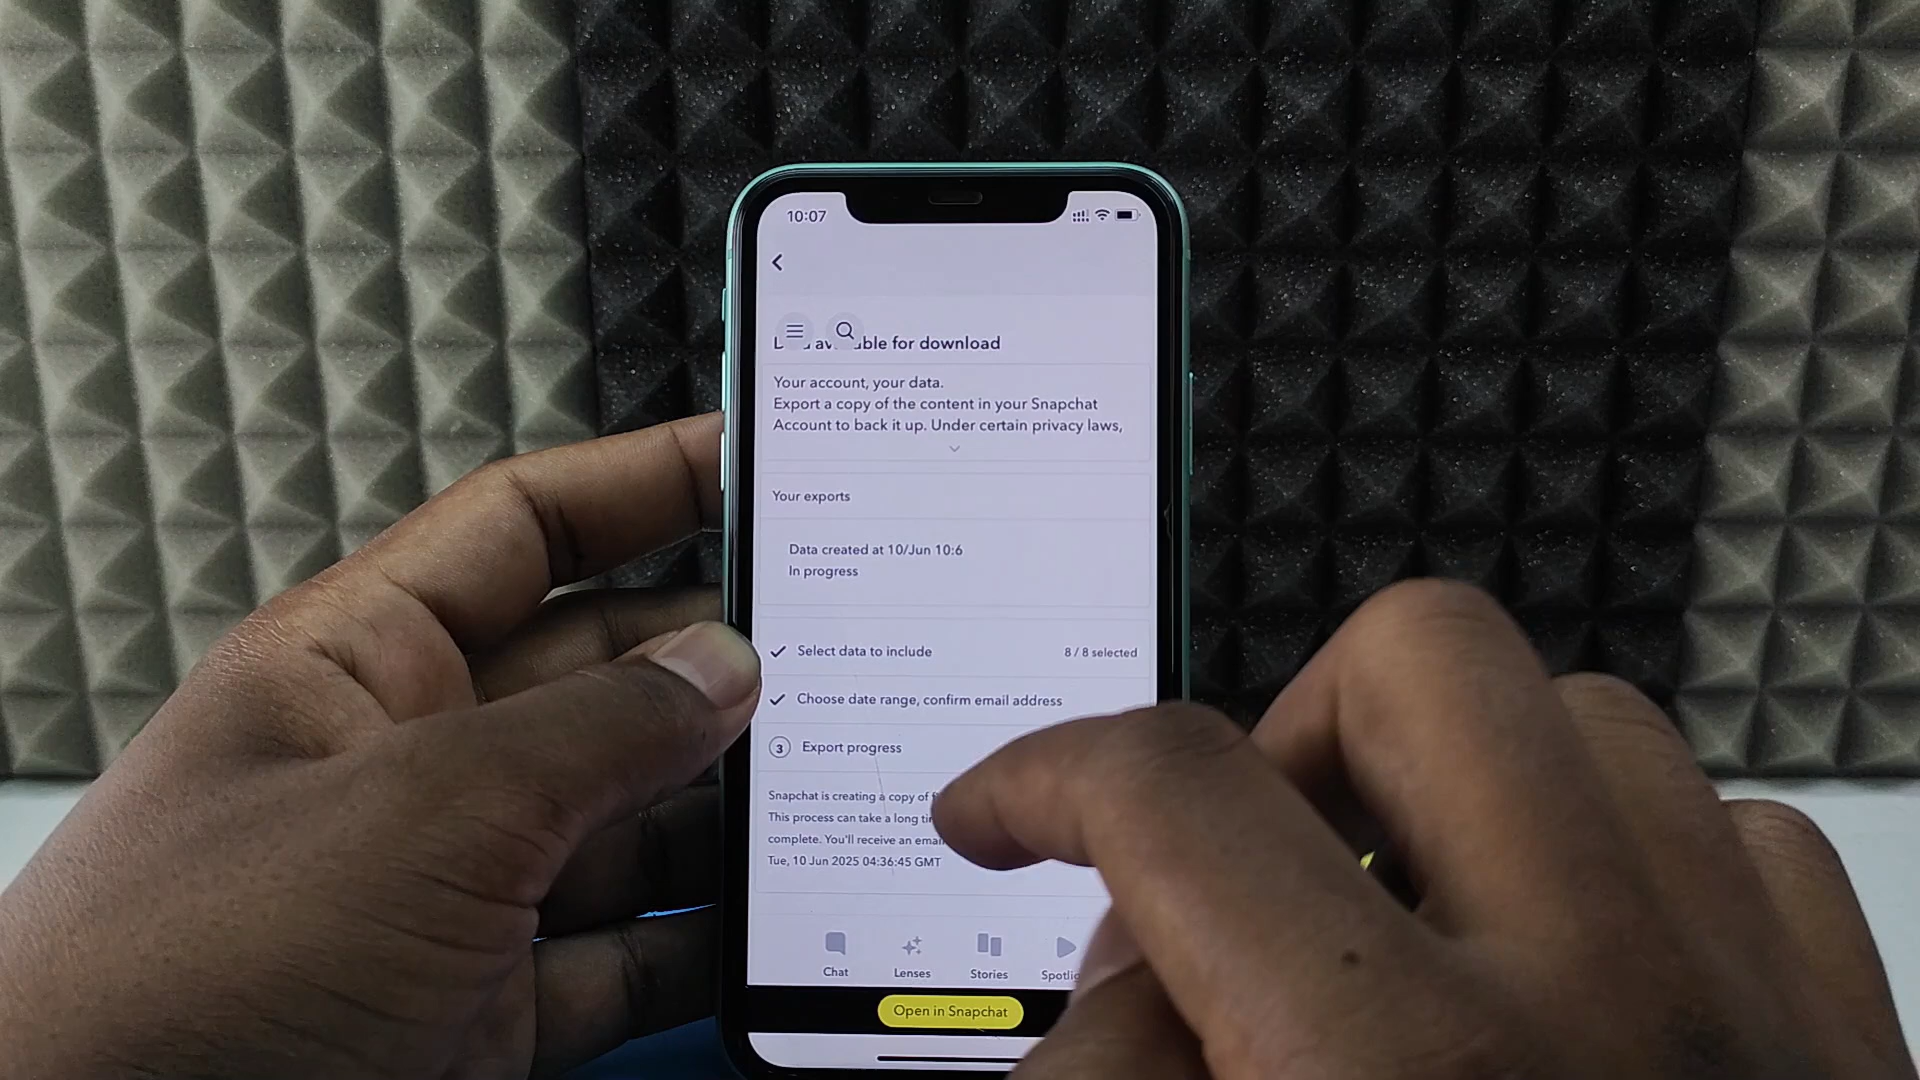 10:07
available for download
Your account, your data.
Export a copy of the content in your Snapchat
Account to back it up. Under certain privacy laws,
Your exports
Data created at 10/Jun 10:6
In progress
Select data to include 8 / 8 selected
Choose date range, confirm email address
3 Export progress
Snapchat is creating a copy of
This process can take a long
complete. You'll receive an email
Tue, 10 Jun 2025 04:36:45 GMT
Chat Lenses Stories
Open in Snapchat